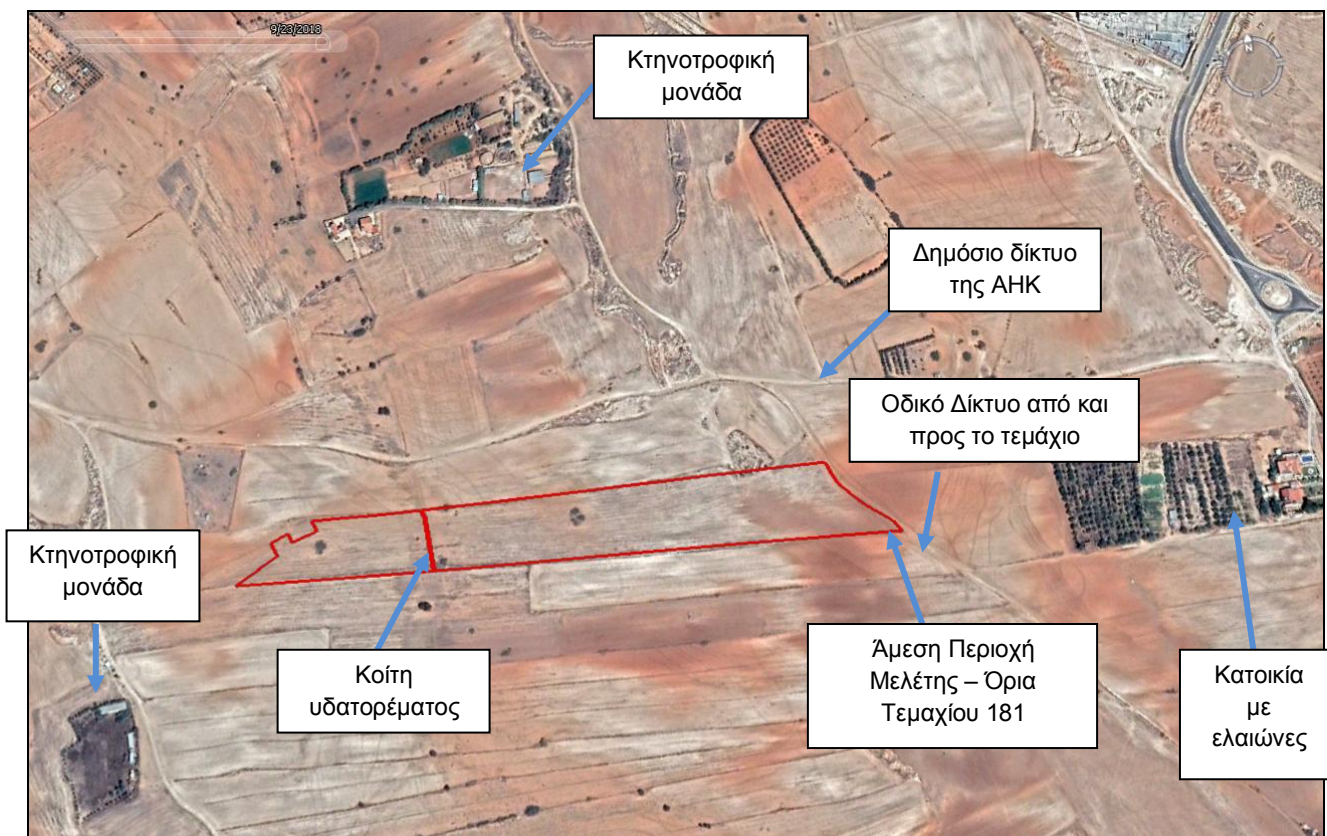 9/23/2018
N
Κτηνοτροφική
μονάδα
Δημόσιο δίκτυο
της ΑΗΚ
Οδικό Δίκτυο από και
προς το τεμάχιο
Κτηνοτροφική
μονάδα
Κοίτη
υδατορέματος
Άμεση Περιοχή
Μελέτης – Όρια
Τεμαχίου 181
Κατοικία
με
ελαιώνες